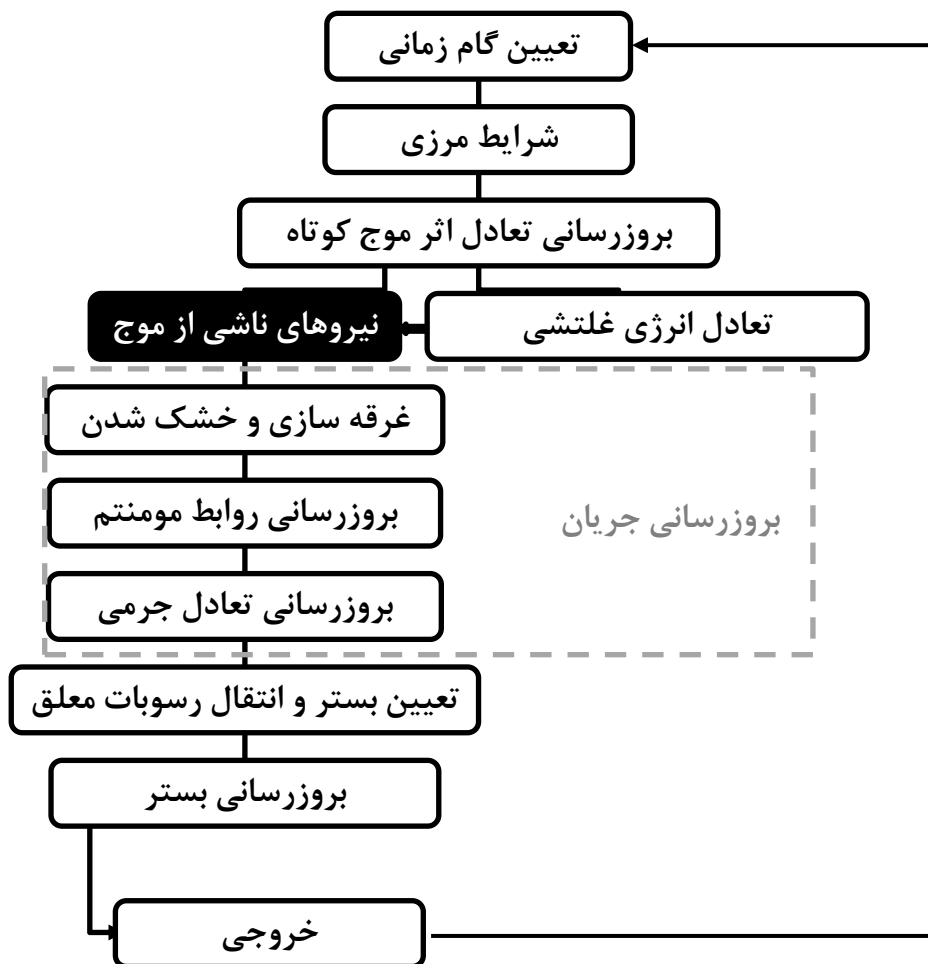 تعیین گام زمانی
شرایط مرزی
بروزرسانی تعادل اثر موج کوتاه
نیروهای ناشی از موج
تعادل انرژی غلتشی
غرقه سازی و خشک شدن
بروزرسانی روابط مومنتم
بروزرسانی جریان
بروزرسانی تعادل جرمی
تعیین بستر و انتقال رسوبات معلق
بروزرسانی بستر
خروجی